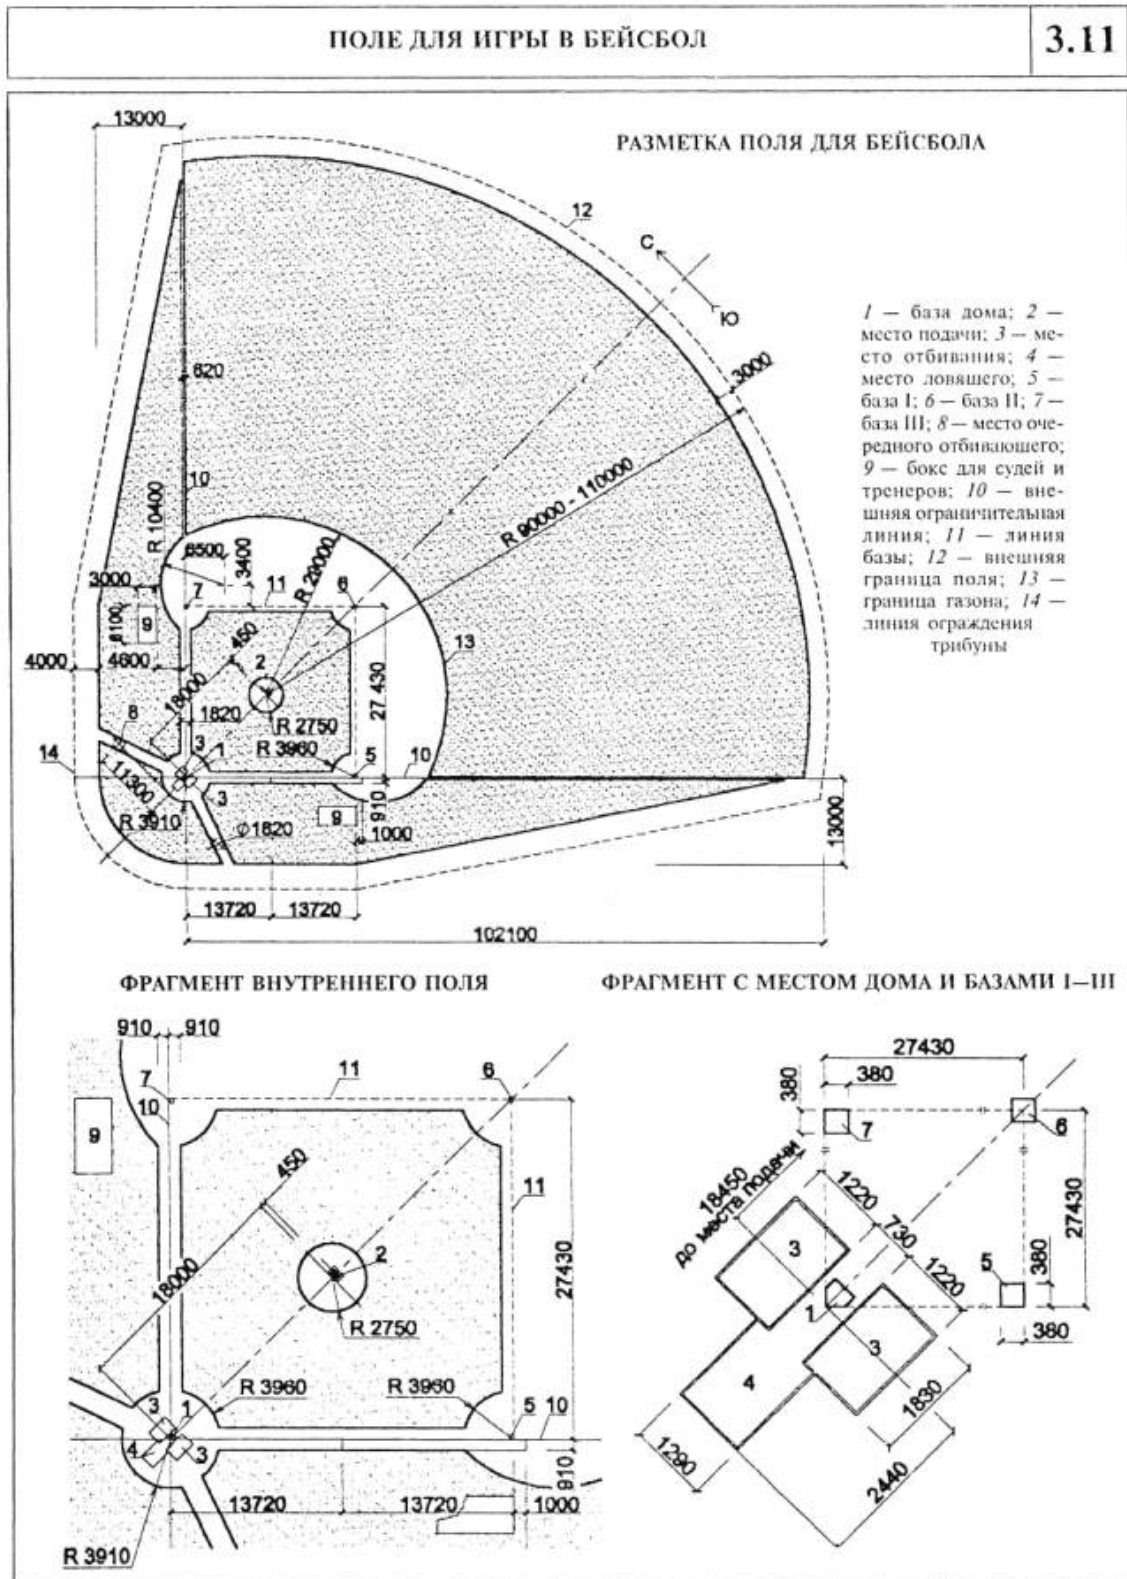 ПОЛЕ ДЛЯ ИГРЫ В БЕЙСБОЛ
3.11
РАЗМЕТКА ПОЛЯ ДЛЯ БЕЙСБОЛА
13000
12
С
Ю
1 — база дома; 2 —
место подачи; 3 — ме-
сто отбивания; 4 —
место ловящего; 5 —
база I; 6 — база II; 7 —
база III; 8 — место оче-
редного отбивающего;
9 — бокс для судей и
тренеров; 10 — вне-
шняя ограничительная
линия; 11 — линия
базы; 12 — внешняя
граница поля; 13 —
граница газона; 14 —
линия ограждения
трибуны
3000
620
10
R 90000 - 110000
R 10400
6500
3400
R 29000
3000
7
11
6
6100
9
450
13
4000
4600
2
18000
27 430
1820
R 2750
8
3
1
R 3960
5
10
14
11300
3
910
R 3910
9
⌀1820
1000
13000
13720
13720
102100
ФРАГМЕНТ ВНУТРЕННЕГО ПОЛЯ
910
910
7
11
6
10
9
450
11
18000
2
27430
R 2750
R 3960
R 3960
3
1
5
10
4
3
910
13720
13720
1000
R 3910
ФРАГМЕНТ С МЕСТОМ ДОМА И БАЗАМИ I—III
27430
380
380
7
6
18450
до места подачи
1220
730
1220
27430
3
5
380
1
3
380
4
1830
1290
2440